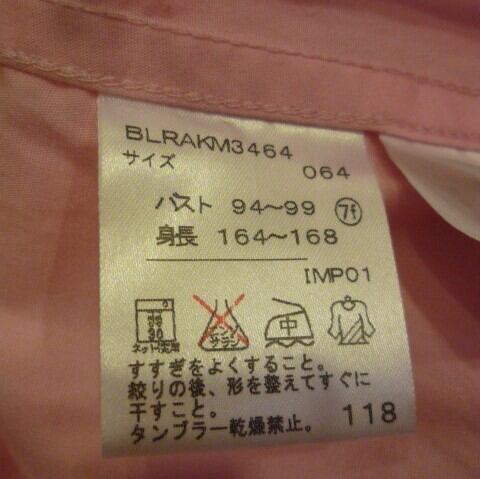 BLRAKM3464
サイズ
064
バスト 94～99 7f
身長 164～168
IMP01
30 中
ネット使用
すすぎをよくすること。
絞りの後、形を整えてすぐに
干すこと。
タンブラー乾燥禁止。 118